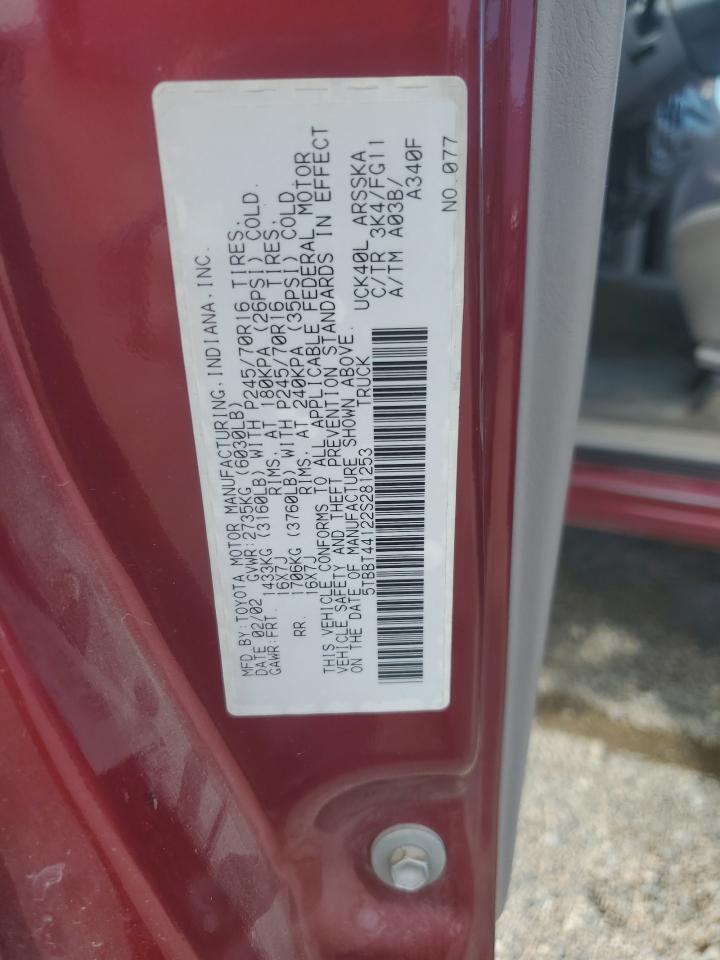 MFD.BY:TOYOTA MOTOR MANUFACTURING,INDIANA,INC.
DATE 02/02 GVWR:2735KG (6030LB)
GAWR:FRT. 1433KG (3160LB) WITH P245/70R16 TIRES,
16X7J RIMS, AT 180KPA (26PSI) COLD.
RR. 1706KG (3760LB) WITH P245/70R16 TIRES,
16X7J RIMS, AT 240KPA (35PSI) COLD.
THIS VEHICLE CONFORMS TO ALL APPLICABLE FEDERAL MOTOR
VEHICLE SAFETY AND THEFT PREVENTION STANDARDS IN EFFECT
ON THE DATE OF MANUFACTURE SHOWN ABOVE.
5TBBT44122S281253 TRUCK
UCK40L ARSSKA
C/TR 3K4/FG11
A/TM A03B/
A340F
NO.077